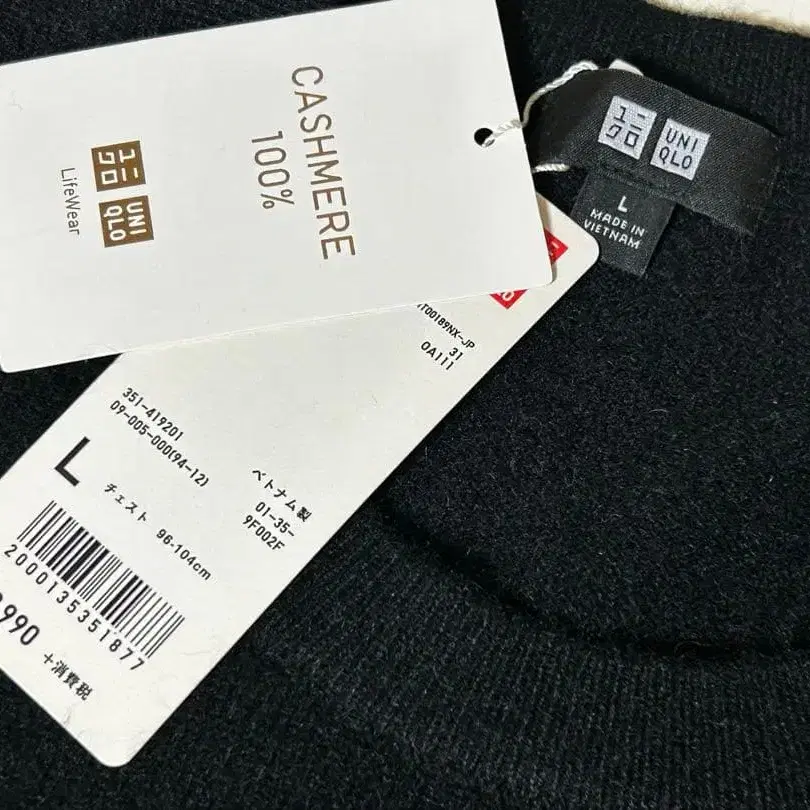 CASHMERE
100%
ユニ
クロ
UNI
QLO
LifeWear
ユニ
クロ
UNI
QLO
L
MADE IN
VIETNAM
31
0A111
351-419201
09-005-000(94-12)
L
チェスト 96-104cm
ベトナム製
01-35-
9F002F
2000135351877
990
+消費税